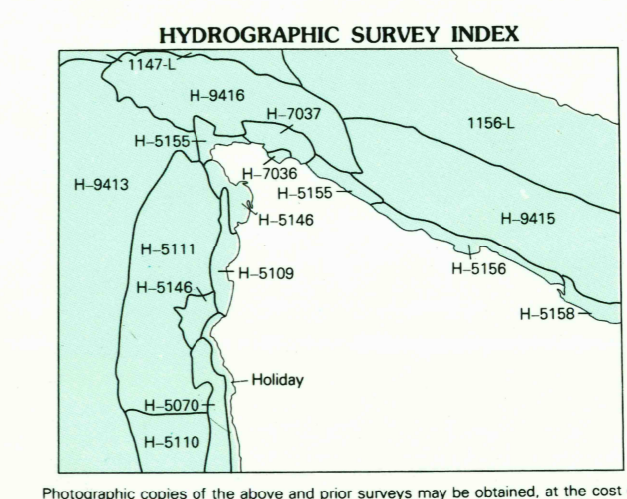 HYDROGRAPHIC SURVEY INDEX
1147-L
H-9416
H-7037
1156-L
H-5155
H-7036
H-9413
H-5155
H-5146
H-9415
H-5111
H-5156
H-5109
H-5146
H-5158
Holiday
H-5070
H-5110
Photographic copies of the above and prior surveys may be obtained, at the cost